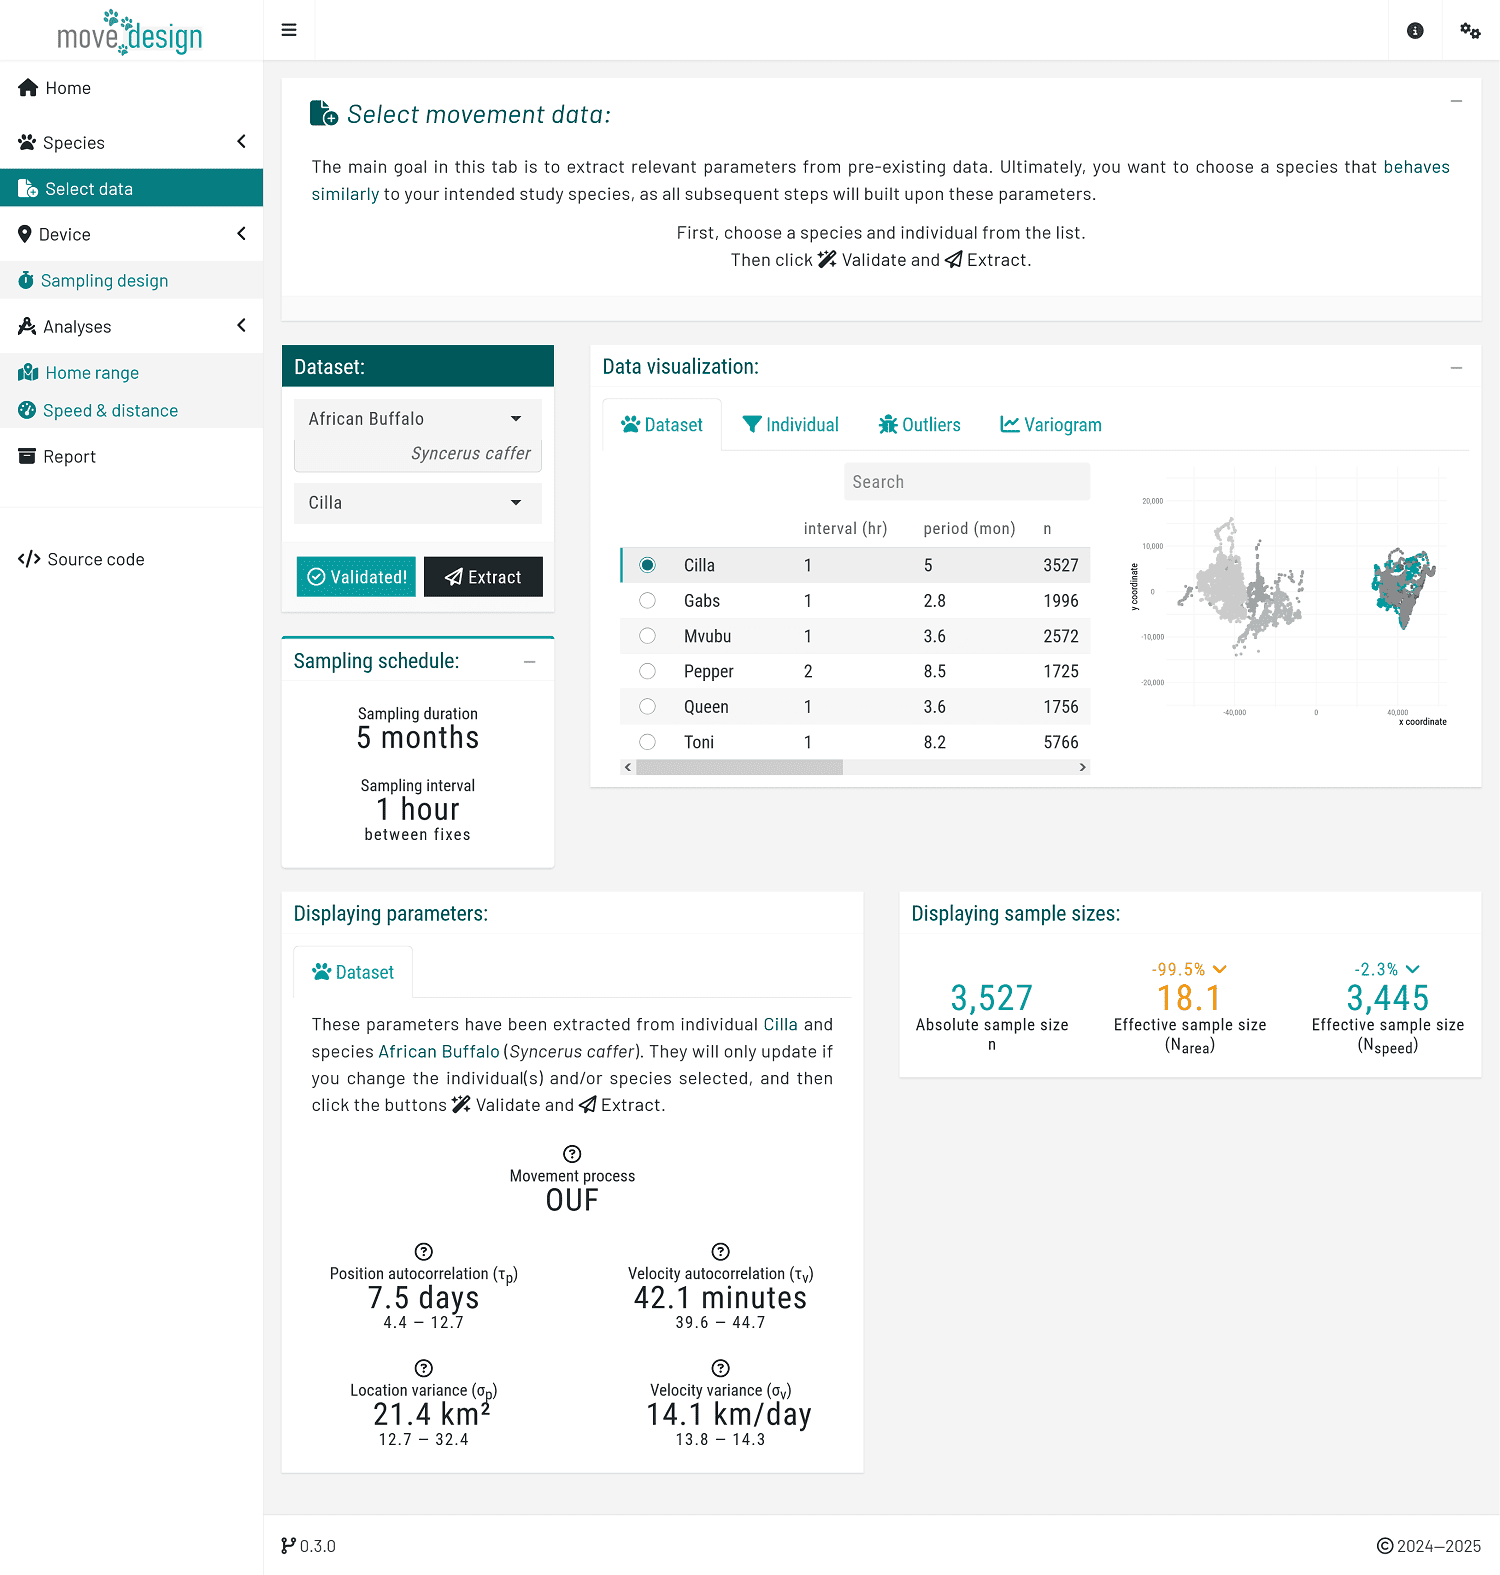 move.design
Home
Species
Select data
Device
Sampling design
Analyses
Home range
Speed & distance
Report
Source code
Select movement data:
The main goal in this tab is to extract relevant parameters from pre-existing data. Ultimately, you want to choose a species that behaves
similarly to your intended study species, as all subsequent steps will built upon these parameters.
First, choose a species and individual from the list.
Then click Validate and Extract.
Dataset:
African Buffalo
Syncerus caffer
Cilla
Validated!
Extract
Sampling schedule:
Sampling duration
5 months
Sampling interval
1 hour
between fixes
Data visualization:
Dataset Individual Outliers Variogram
Search
interval (hr) period (mon) n
Cilla 1 5 3527
Gabs 1 2.8 1996
Mvubu 1 3.6 2572
Pepper 2 8.5 1725
Queen 1 3.6 1756
Toni 1 8.2 5766
y coordinate
20,000
10,000
0
-10,000
-20,000
-40,000 0 40,000
x coordinate
Displaying parameters:
Dataset
These parameters have been extracted from individual Cilla and
species African Buffalo (Syncerus caffer). They will only update if
you change the individual(s) and/or species selected, and then
click the buttons Validate and Extract.
Movement process
OUF
Position autocorrelation (τp)
7.5 days
4.4 — 12.7
Velocity autocorrelation (τv)
42.1 minutes
39.6 — 44.7
Location variance (σp)
21.4 km²
12.7 — 32.4
Velocity variance (σv)
14.1 km/day
13.8 — 14.3
Displaying sample sizes:
3,527
Absolute sample size
n
-99.5%
18.1
Effective sample size
(Narea)
-2.3%
3,445
Effective sample size
(Nspeed)
0.3.0
© 2024—2025